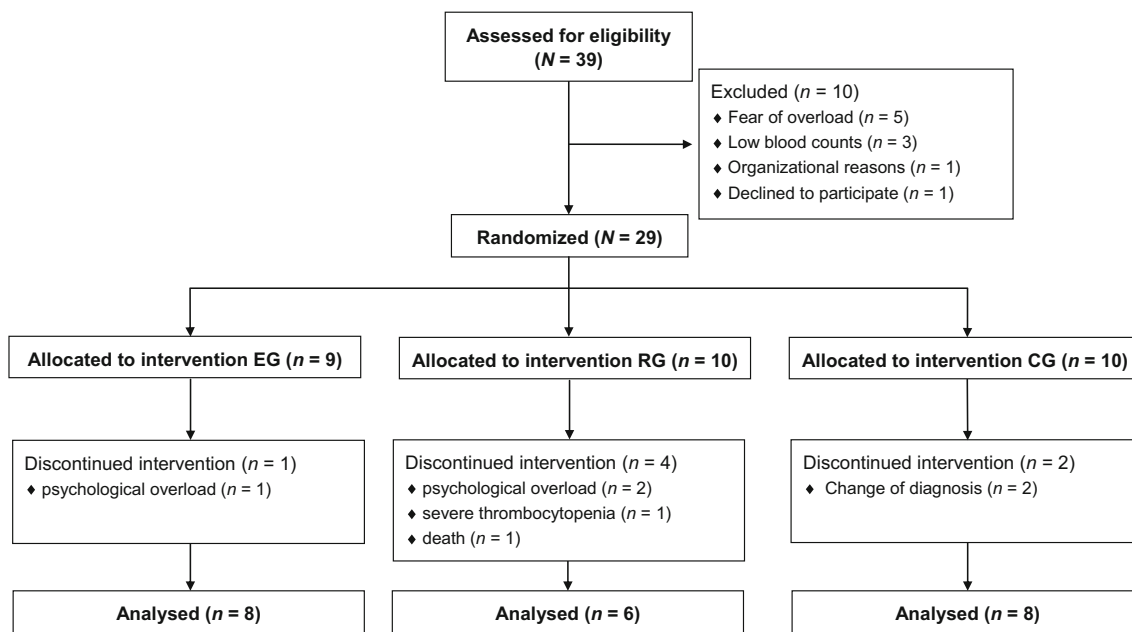 Assessed for eligibility
(N = 39)
Excluded (n = 10)
♦ Fear of overload (n = 5)
♦ Low blood counts (n = 3)
♦ Organizational reasons (n = 1)
♦ Declined to participate (n = 1)
Randomized (N = 29)
Allocated to intervention EG (n = 9)
Allocated to intervention RG (n = 10)
Allocated to intervention CG (n = 10)
Discontinued intervention (n = 1)
♦ psychological overload (n = 1)
Discontinued intervention (n = 4)
♦ psychological overload (n = 2)
♦ severe thrombocytopenia (n = 1)
♦ death (n = 1)
Discontinued intervention (n = 2)
♦ Change of diagnosis (n = 2)
Analysed (n = 8)
Analysed (n = 6)
Analysed (n = 8)